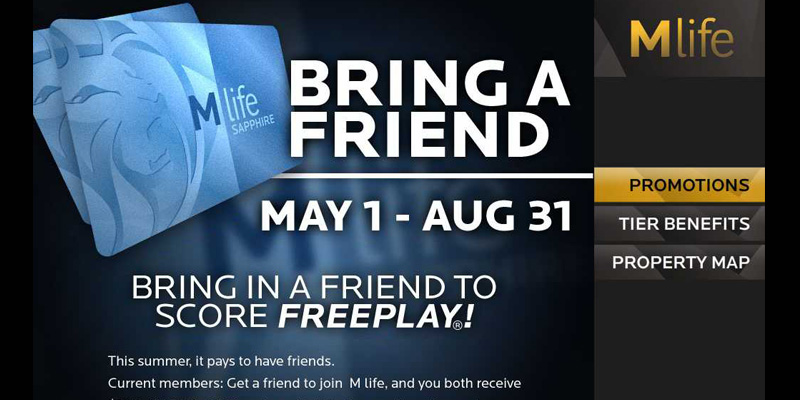 M life
SAPPHIRE
BRING A
FRIEND
MAY 1 - AUG 31
BRING IN A FRIEND TO
SCORE FREEPLAY®!
This summer, it pays to have friends.
Current members: Get a friend to join M life, and you both receive
M life
PROMOTIONS
TIER BENEFITS
PROPERTY MAP